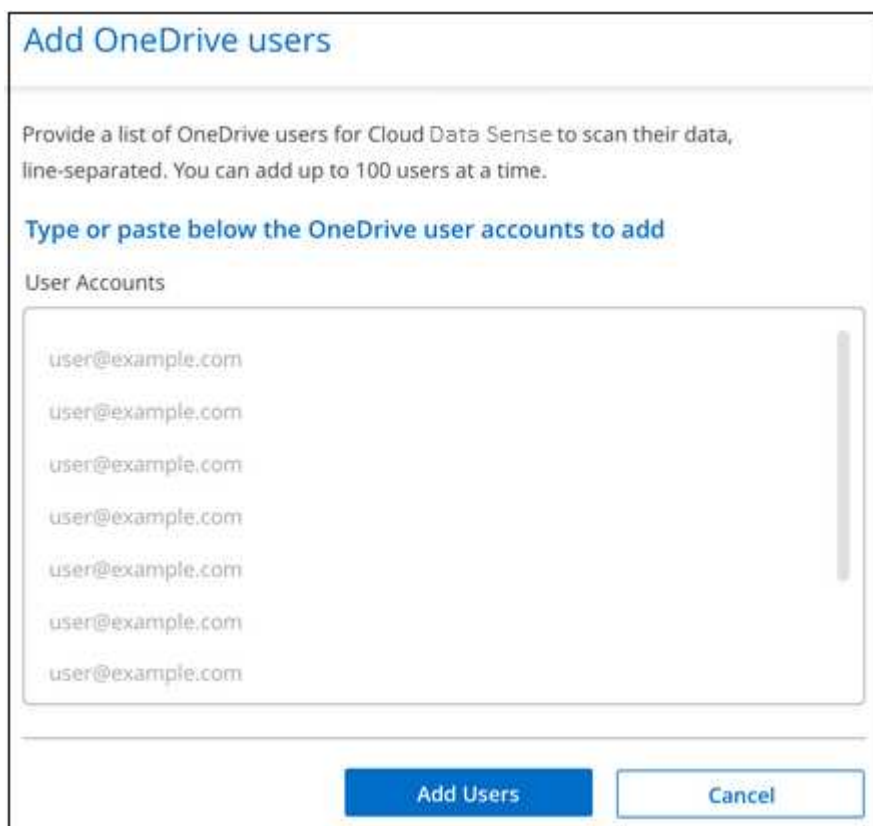 Add OneDrive users
Provide a list of OneDrive users for Cloud Data Sense to scan their data,
line-separated. You can add up to 100 users at a time.
Type or paste below the OneDrive user accounts to add
User Accounts
user@example.com
user@example.com
user@example.com
user@example.com
user@example.com
user@example.com
user@example.com
Add Users
Cancel